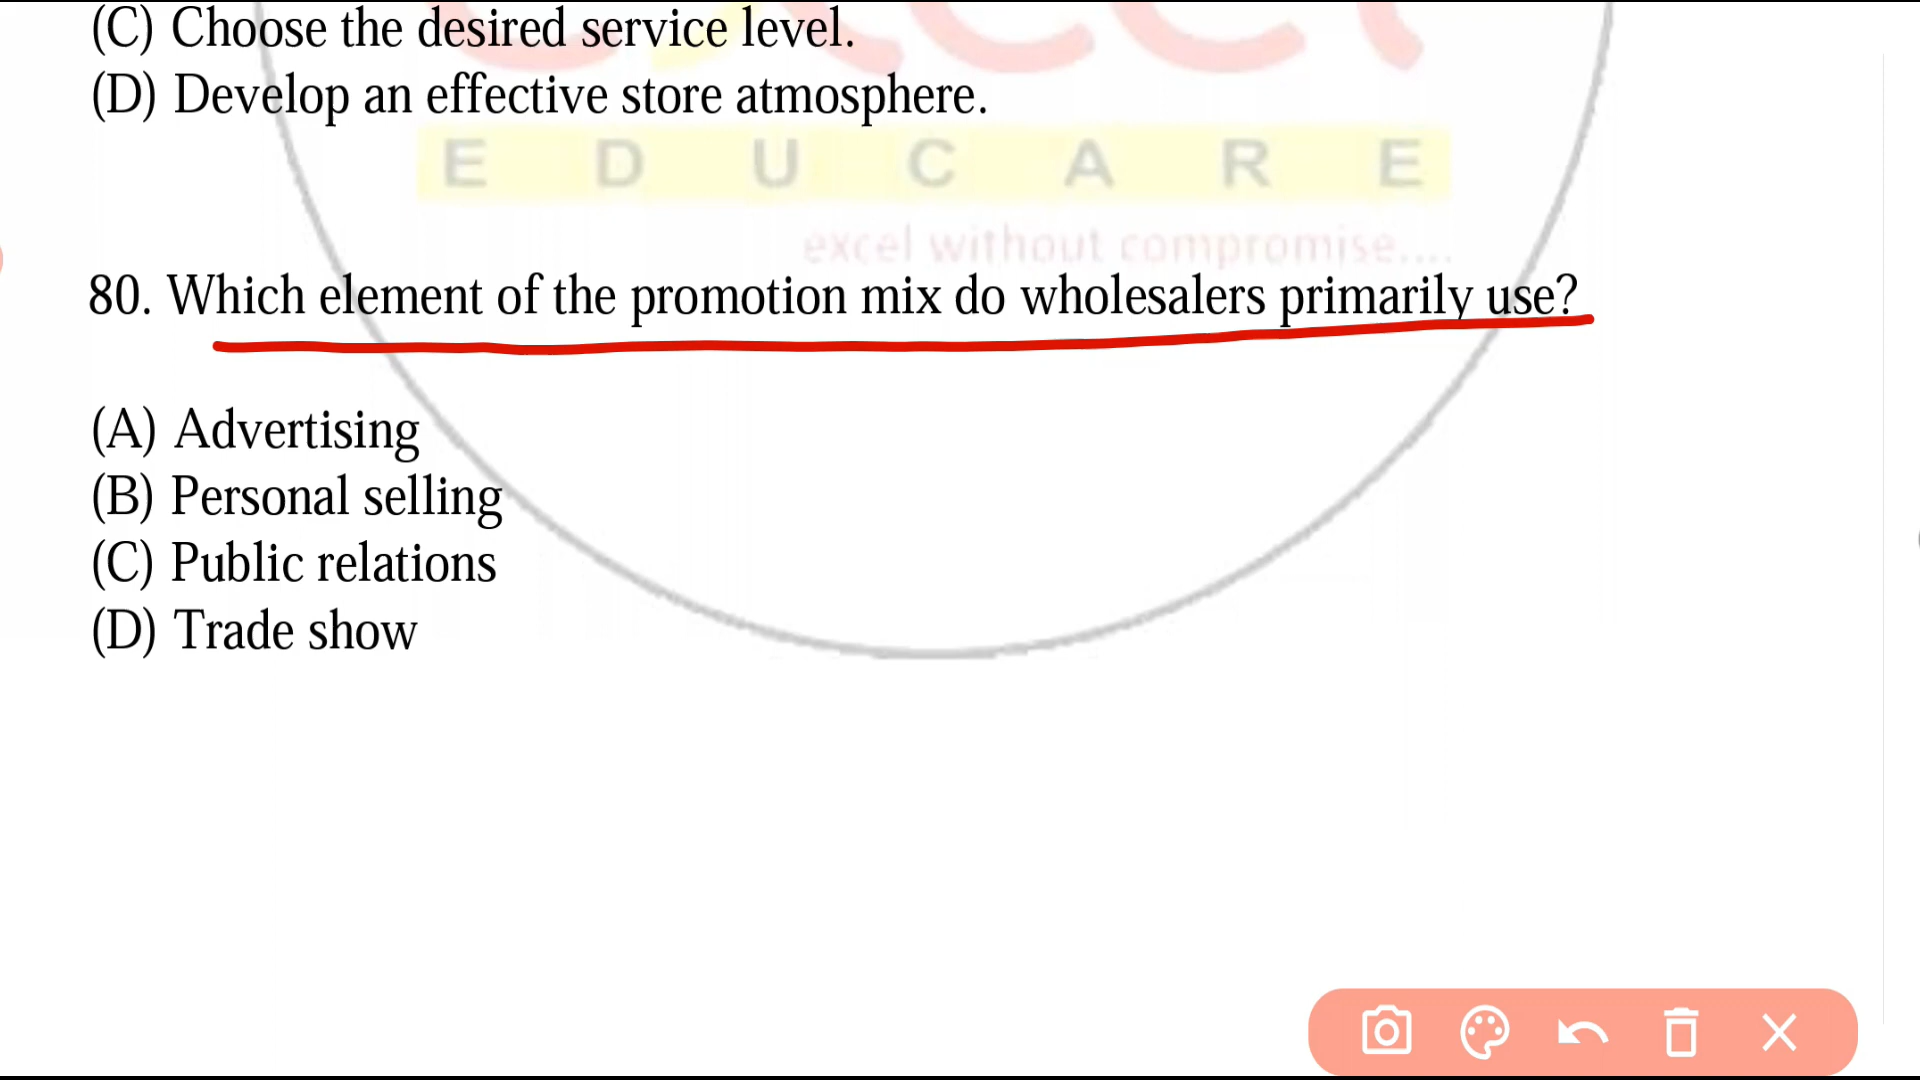 (C) Choose the desired service level.
(D) Develop an effective store atmosphere.
E D U C A R E
excel without compromise....
80. Which element of the promotion mix do wholesalers primarily use?
(A) Advertising
(B) Personal selling
(C) Public relations
(D) Trade show